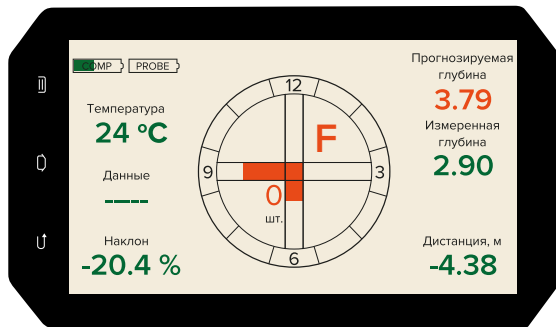 COMP PROBE
Температура
24 °C
Данные
-----
Наклон
-20.4 %
12
3
6
9
F
0
шт.
Прогнозируемая
глубина
3.79
Измеренная
глубина
2.90
Дистанция, м
-4.38